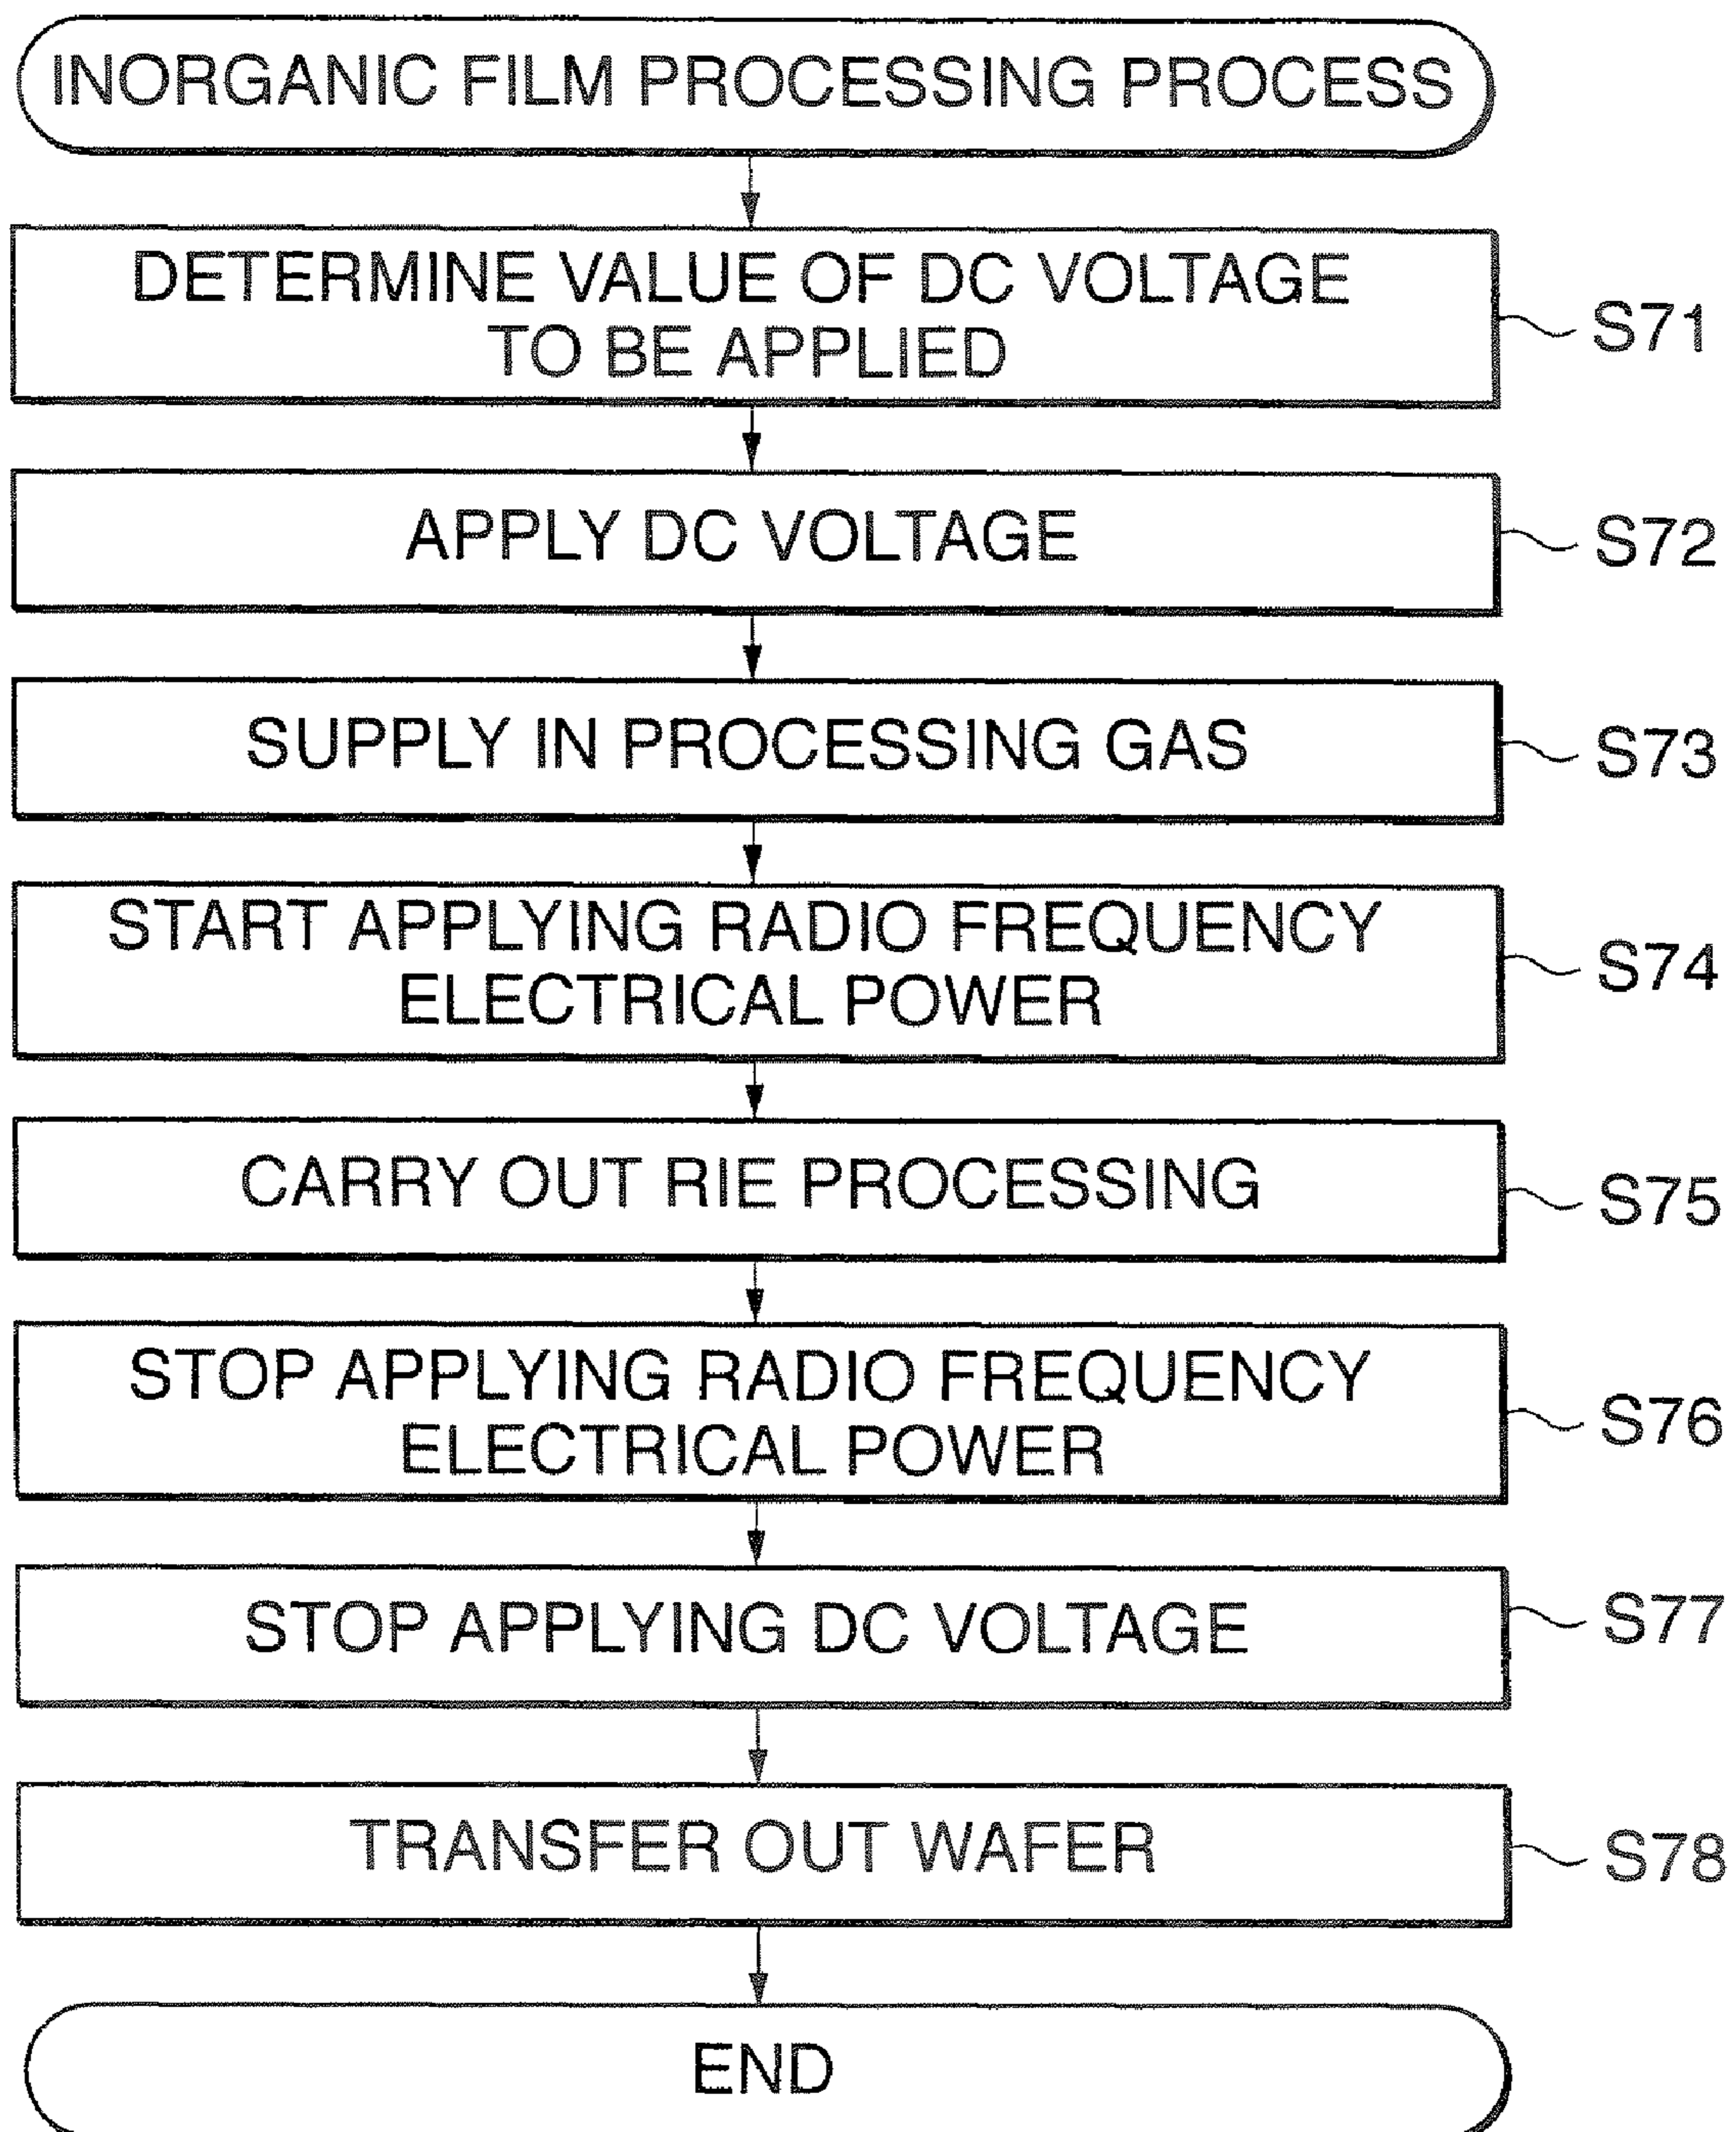 INORGANIC FILM PROCESSING PROCESS
DETERMINE VALUE OF DC VOLTAGE
TO BE APPLIED
S71
APPLY DC VOLTAGE
S72
SUPPLY IN PROCESSING GAS
S73
START APPLYING RADIO FREQUENCY
ELECTRICAL POWER
S74
CARRY OUT RIE PROCESSING
S75
STOP APPLYING RADIO FREQUENCY
ELECTRICAL POWER
S76
STOP APPLYING DC VOLTAGE
S77
TRANSFER OUT WAFER
S78
END